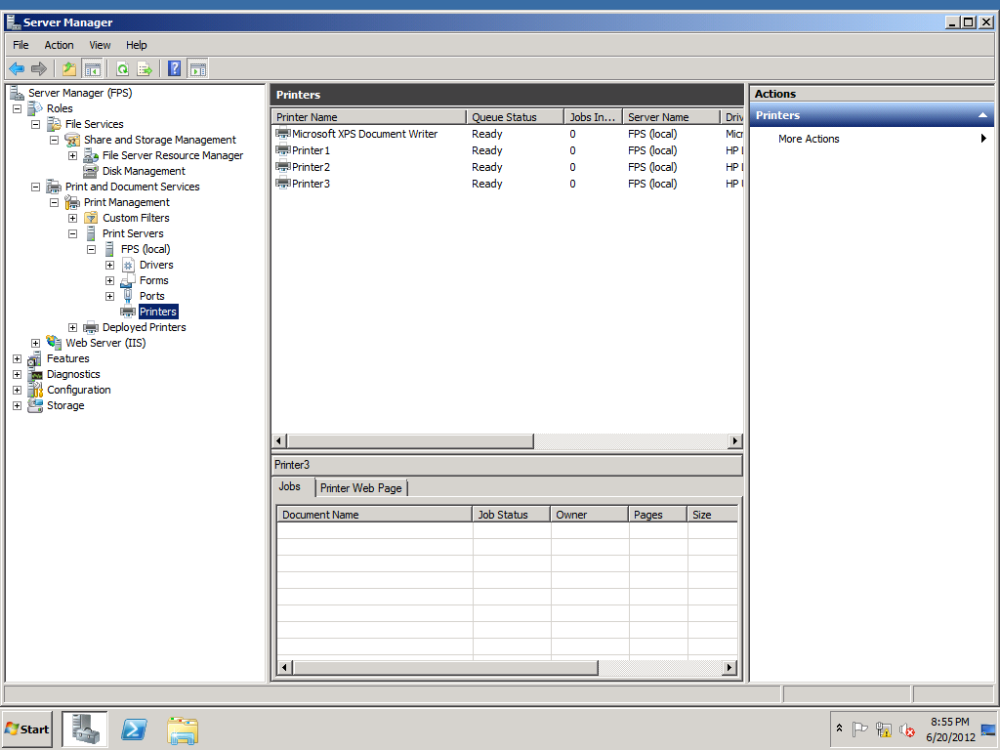 Server Manager
File Action View Help
Server Manager (FPS)
Roles
File Services
Share and Storage Management
File Server Resource Manager
Disk Management
Print and Document Services
Print Management
Custom Filters
Print Servers
FPS (local)
Drivers
Forms
Ports
Printers
Deployed Printers
Web Server (IIS)
Features
Diagnostics
Configuration
Storage
Printers
Printer Name Queue Status Jobs In... Server Name Driv
Microsoft XPS Document Writer Ready 0 FPS (local) Micr
Printer1 Ready 0 FPS (local) HP L
Printer2 Ready 0 FPS (local) HP L
Printer3 Ready 0 FPS (local) HP
Printer3
Jobs Printer Web Page
Document Name Job Status Owner Pages Size
Actions
Printers
More Actions
Start
8:55 PM
6/20/2012